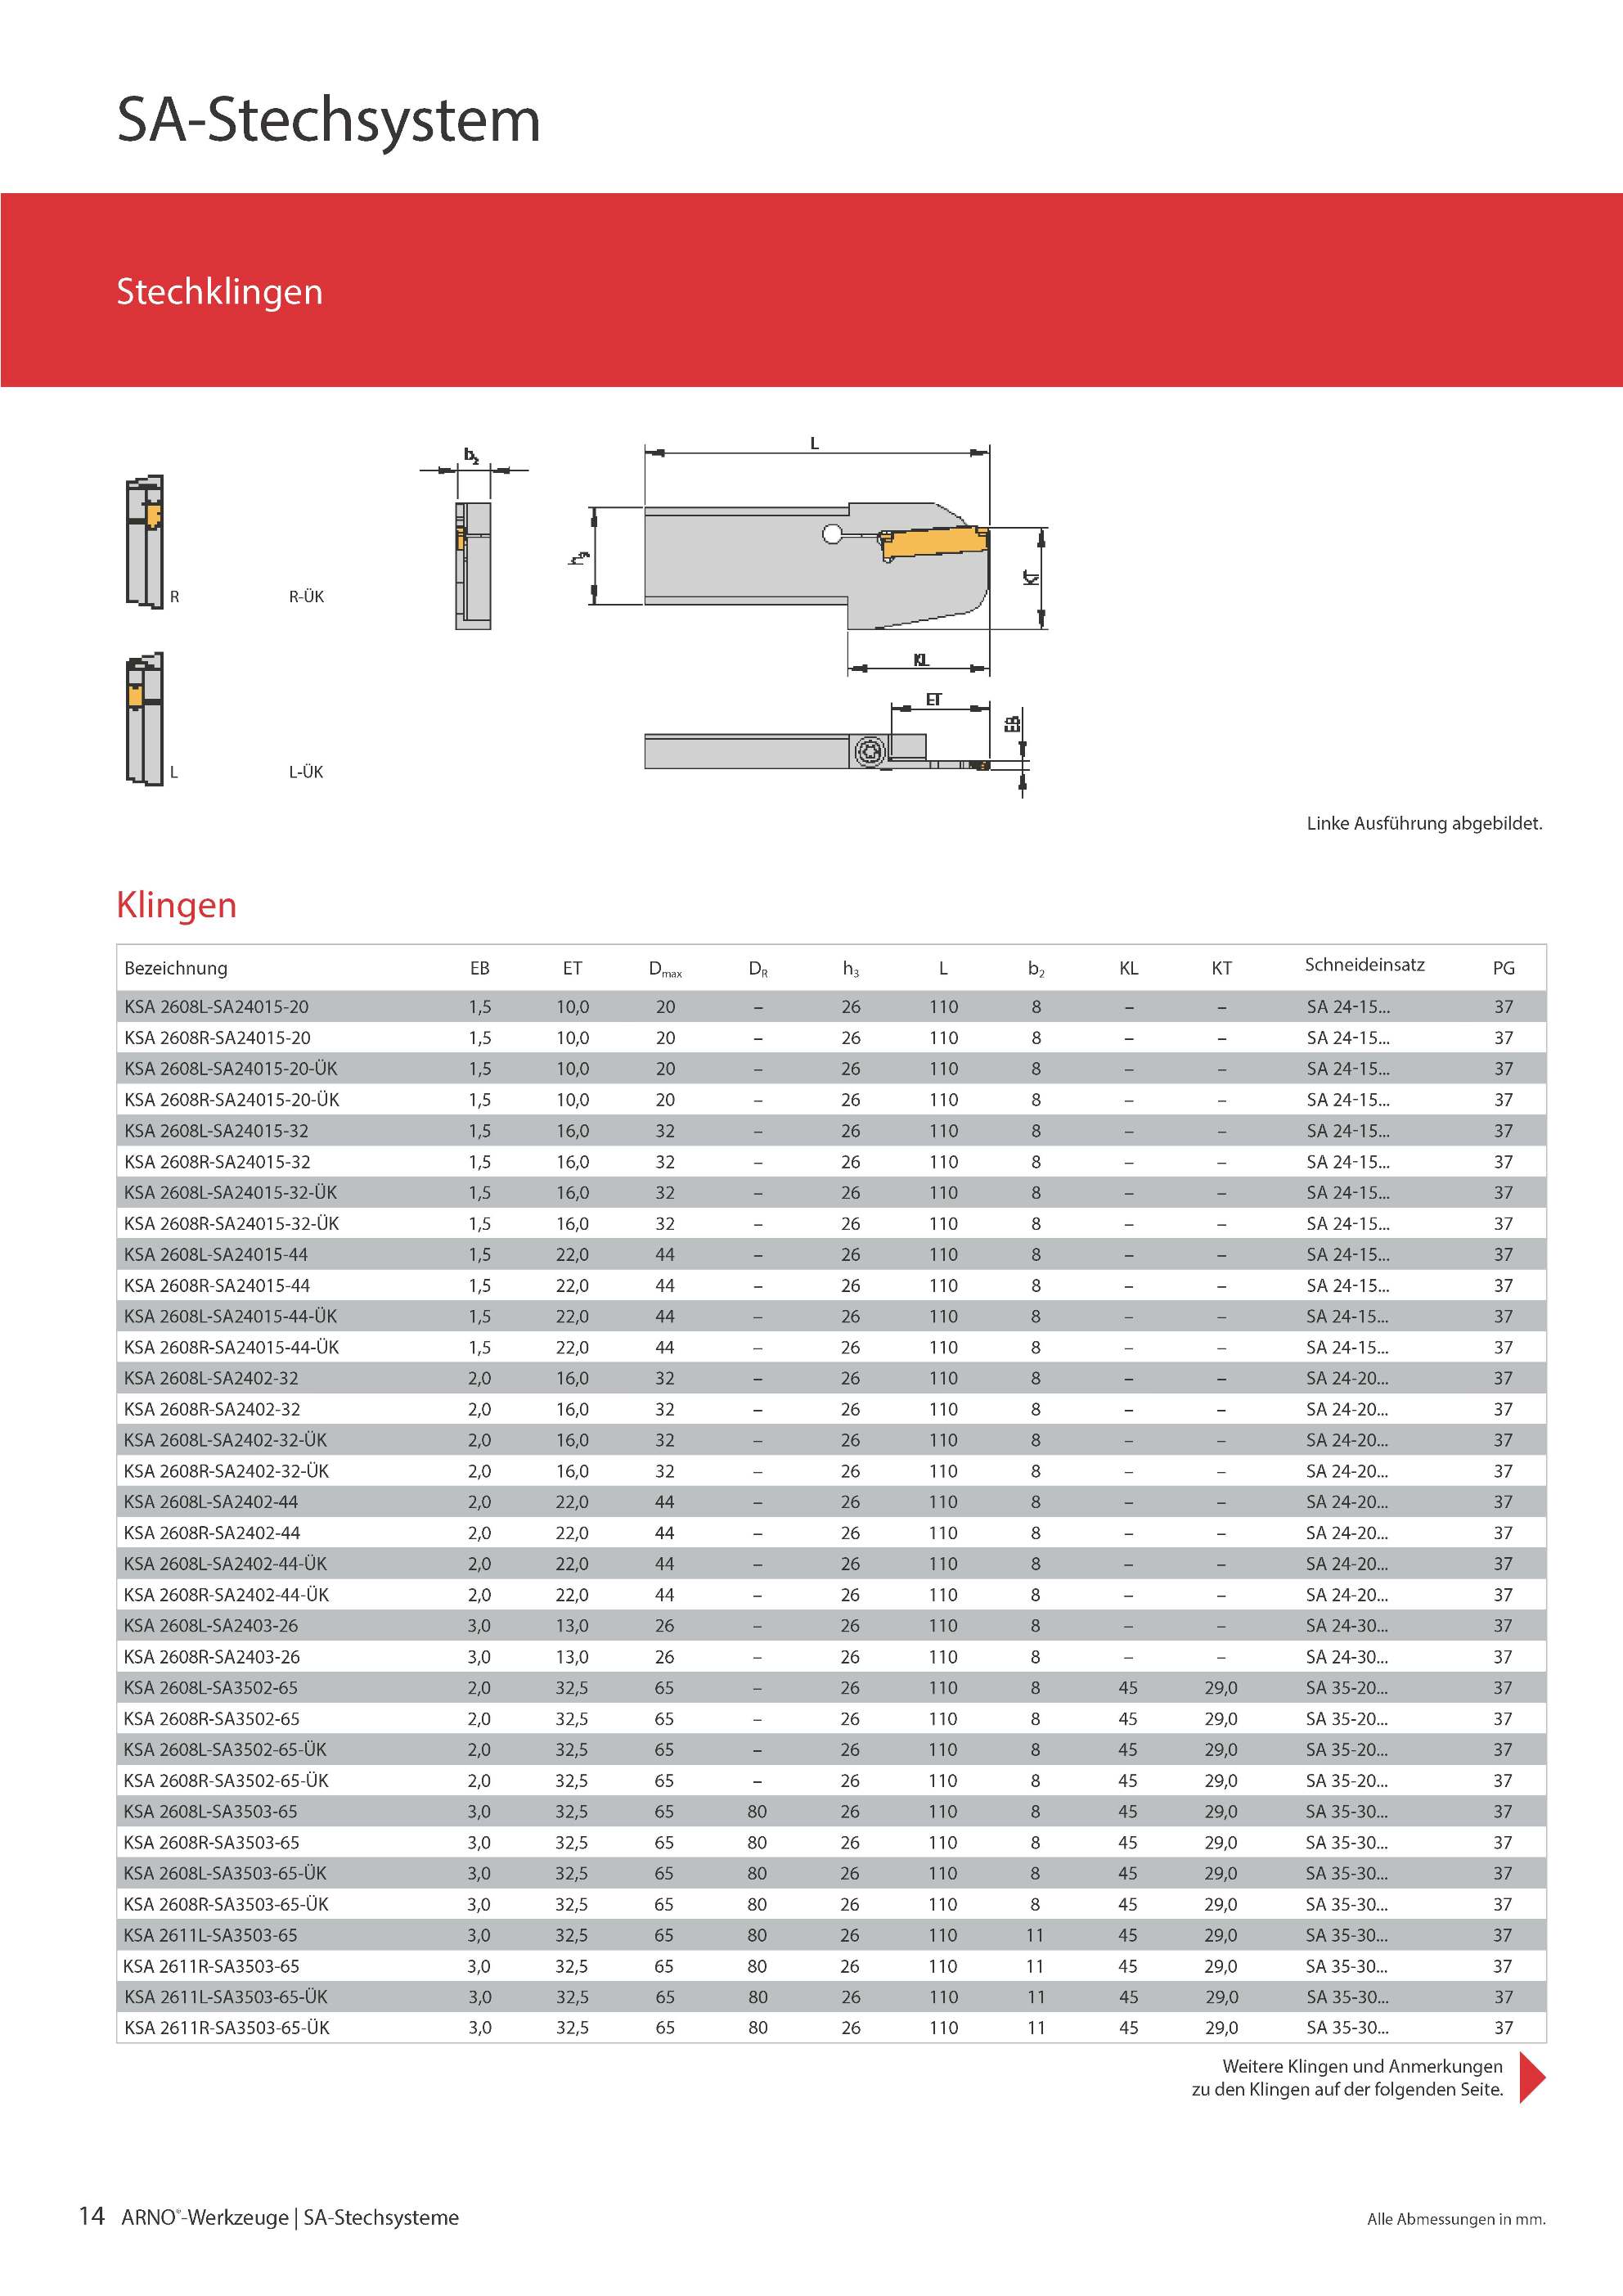 SA-Stechsystem
Stechklingen
b₂
L
h₃
KT
R
R-ÜK
KL
ET
EB
L
L-ÜK
Linke Ausführung abgebildet.
Klingen
Bezeichnung EB ET Dmax DR h₃ L b₂ KL KT Schneideinsatz PG
KSA 2608L-SA24015-20 1,5 10,0 20 – 26 110 8 – – SA 24-15... 37
KSA 2608R-SA24015-20 1,5 10,0 20 – 26 110 8 – – SA 24-15... 37
KSA 2608L-SA24015-20-ÜK 1,5 10,0 20 – 26 110 8 – – SA 24-15... 37
KSA 2608R-SA24015-20-ÜK 1,5 10,0 20 – 26 110 8 – – SA 24-15... 37
KSA 2608L-SA24015-32 1,5 16,0 32 – 26 110 8 – – SA 24-15... 37
KSA 2608R-SA24015-32 1,5 16,0 32 – 26 110 8 – – SA 24-15... 37
KSA 2608L-SA24015-32-ÜK 1,5 16,0 32 – 26 110 8 – – SA 24-15... 37
KSA 2608R-SA24015-32-ÜK 1,5 16,0 32 – 26 110 8 – – SA 24-15... 37
KSA 2608L-SA24015-44 1,5 22,0 44 – 26 110 8 – – SA 24-15... 37
KSA 2608R-SA24015-44 1,5 22,0 44 – 26 110 8 – – SA 24-15... 37
KSA 2608L-SA24015-44-ÜK 1,5 22,0 44 – 26 110 8 – – SA 24-15... 37
KSA 2608R-SA24015-44-ÜK 1,5 22,0 44 – 26 110 8 – – SA 24-15... 37
KSA 2608L-SA2402-32 2,0 16,0 32 – 26 110 8 – – SA 24-20... 37
KSA 2608R-SA2402-32 2,0 16,0 32 – 26 110 8 – – SA 24-20... 37
KSA 2608L-SA2402-32-ÜK 2,0 16,0 32 – 26 110 8 – – SA 24-20... 37
KSA 2608R-SA2402-32-ÜK 2,0 16,0 32 – 26 110 8 – – SA 24-20... 37
KSA 2608L-SA2402-44 2,0 22,0 44 – 26 110 8 – – SA 24-20... 37
KSA 2608R-SA2402-44 2,0 22,0 44 – 26 110 8 – – SA 24-20... 37
KSA 2608L-SA2402-44-ÜK 2,0 22,0 44 – 26 110 8 – – SA 24-20... 37
KSA 2608R-SA2402-44-ÜK 2,0 22,0 44 – 26 110 8 – – SA 24-20... 37
KSA 2608L-SA2403-26 3,0 13,0 26 – 26 110 8 – – SA 24-30... 37
KSA 2608R-SA2403-26 3,0 13,0 26 – 26 110 8 – – SA 24-30... 37
KSA 2608L-SA3502-65 2,0 32,5 65 – 26 110 8 45 29,0 SA 35-20... 37
KSA 2608R-SA3502-65 2,0 32,5 65 – 26 110 8 45 29,0 SA 35-20... 37
KSA 2608L-SA3502-65-ÜK 2,0 32,5 65 – 26 110 8 45 29,0 SA 35-20... 37
KSA 2608R-SA3502-65-ÜK 2,0 32,5 65 – 26 110 8 45 29,0 SA 35-20... 37
KSA 2608L-SA3503-65 3,0 32,5 65 80 26 110 8 45 29,0 SA 35-30... 37
KSA 2608R-SA3503-65 3,0 32,5 65 80 26 110 8 45 29,0 SA 35-30... 37
KSA 2608L-SA3503-65-ÜK 3,0 32,5 65 80 26 110 8 45 29,0 SA 35-30... 37
KSA 2608R-SA3503-65-ÜK 3,0 32,5 65 80 26 110 8 45 29,0 SA 35-30... 37
KSA 2611L-SA3503-65 3,0 32,5 65 80 26 110 11 45 29,0 SA 35-30... 37
KSA 2611R-SA3503-65 3,0 32,5 65 80 26 110 11 45 29,0 SA 35-30... 37
KSA 2611L-SA3503-65-ÜK 3,0 32,5 65 80 26 110 11 45 29,0 SA 35-30... 37
KSA 2611R-SA3503-65-ÜK 3,0 32,5 65 80 26 110 11 45 29,0 SA 35-30... 37
Weitere Klingen und Anmerkungen
zu den Klingen auf der folgenden Seite.
14 ARNO®-Werkzeuge | SA-Stechsysteme
Alle Abmessungen in mm.